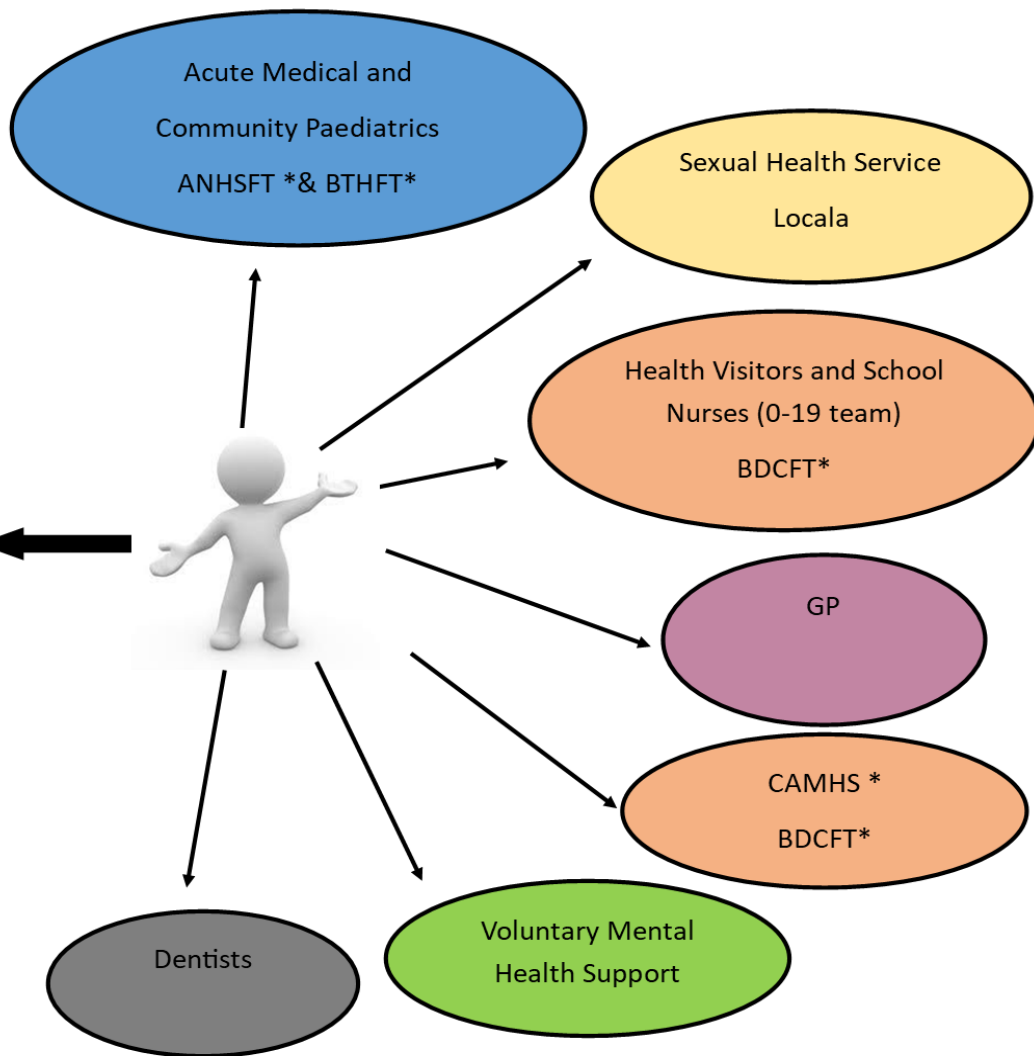 Acute Medical and
Community Paediatrics
ANHSFT *& BTHFT*
Sexual Health Service
Locala
Health Visitors and School
Nurses (0-19 team)
BDCFT*
GP
CAMHS *
BDCFT*
Voluntary Mental
Health Support
Dentists